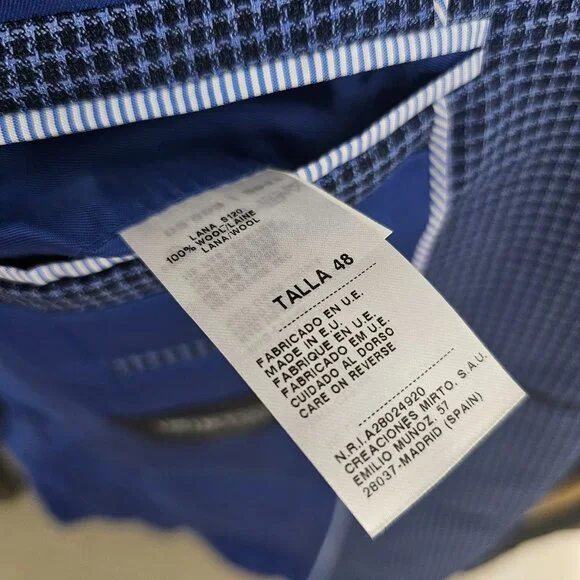 LANA S120
100% WOOL/LAINE
LANA/WOOL
TALLA 48
FABRICADO EN U.E.
MADE IN E.U.
FABRIQUE EN U.E.
FABRICADO EM U.E.
CUIDADO AL DORSO
CARE ON REVERSE
N.R.I.A28024920
CREACIONES MIRTO. S.A.U.
EMILIO MUÑOZ. 57
28037-MADRID (SPAIN)